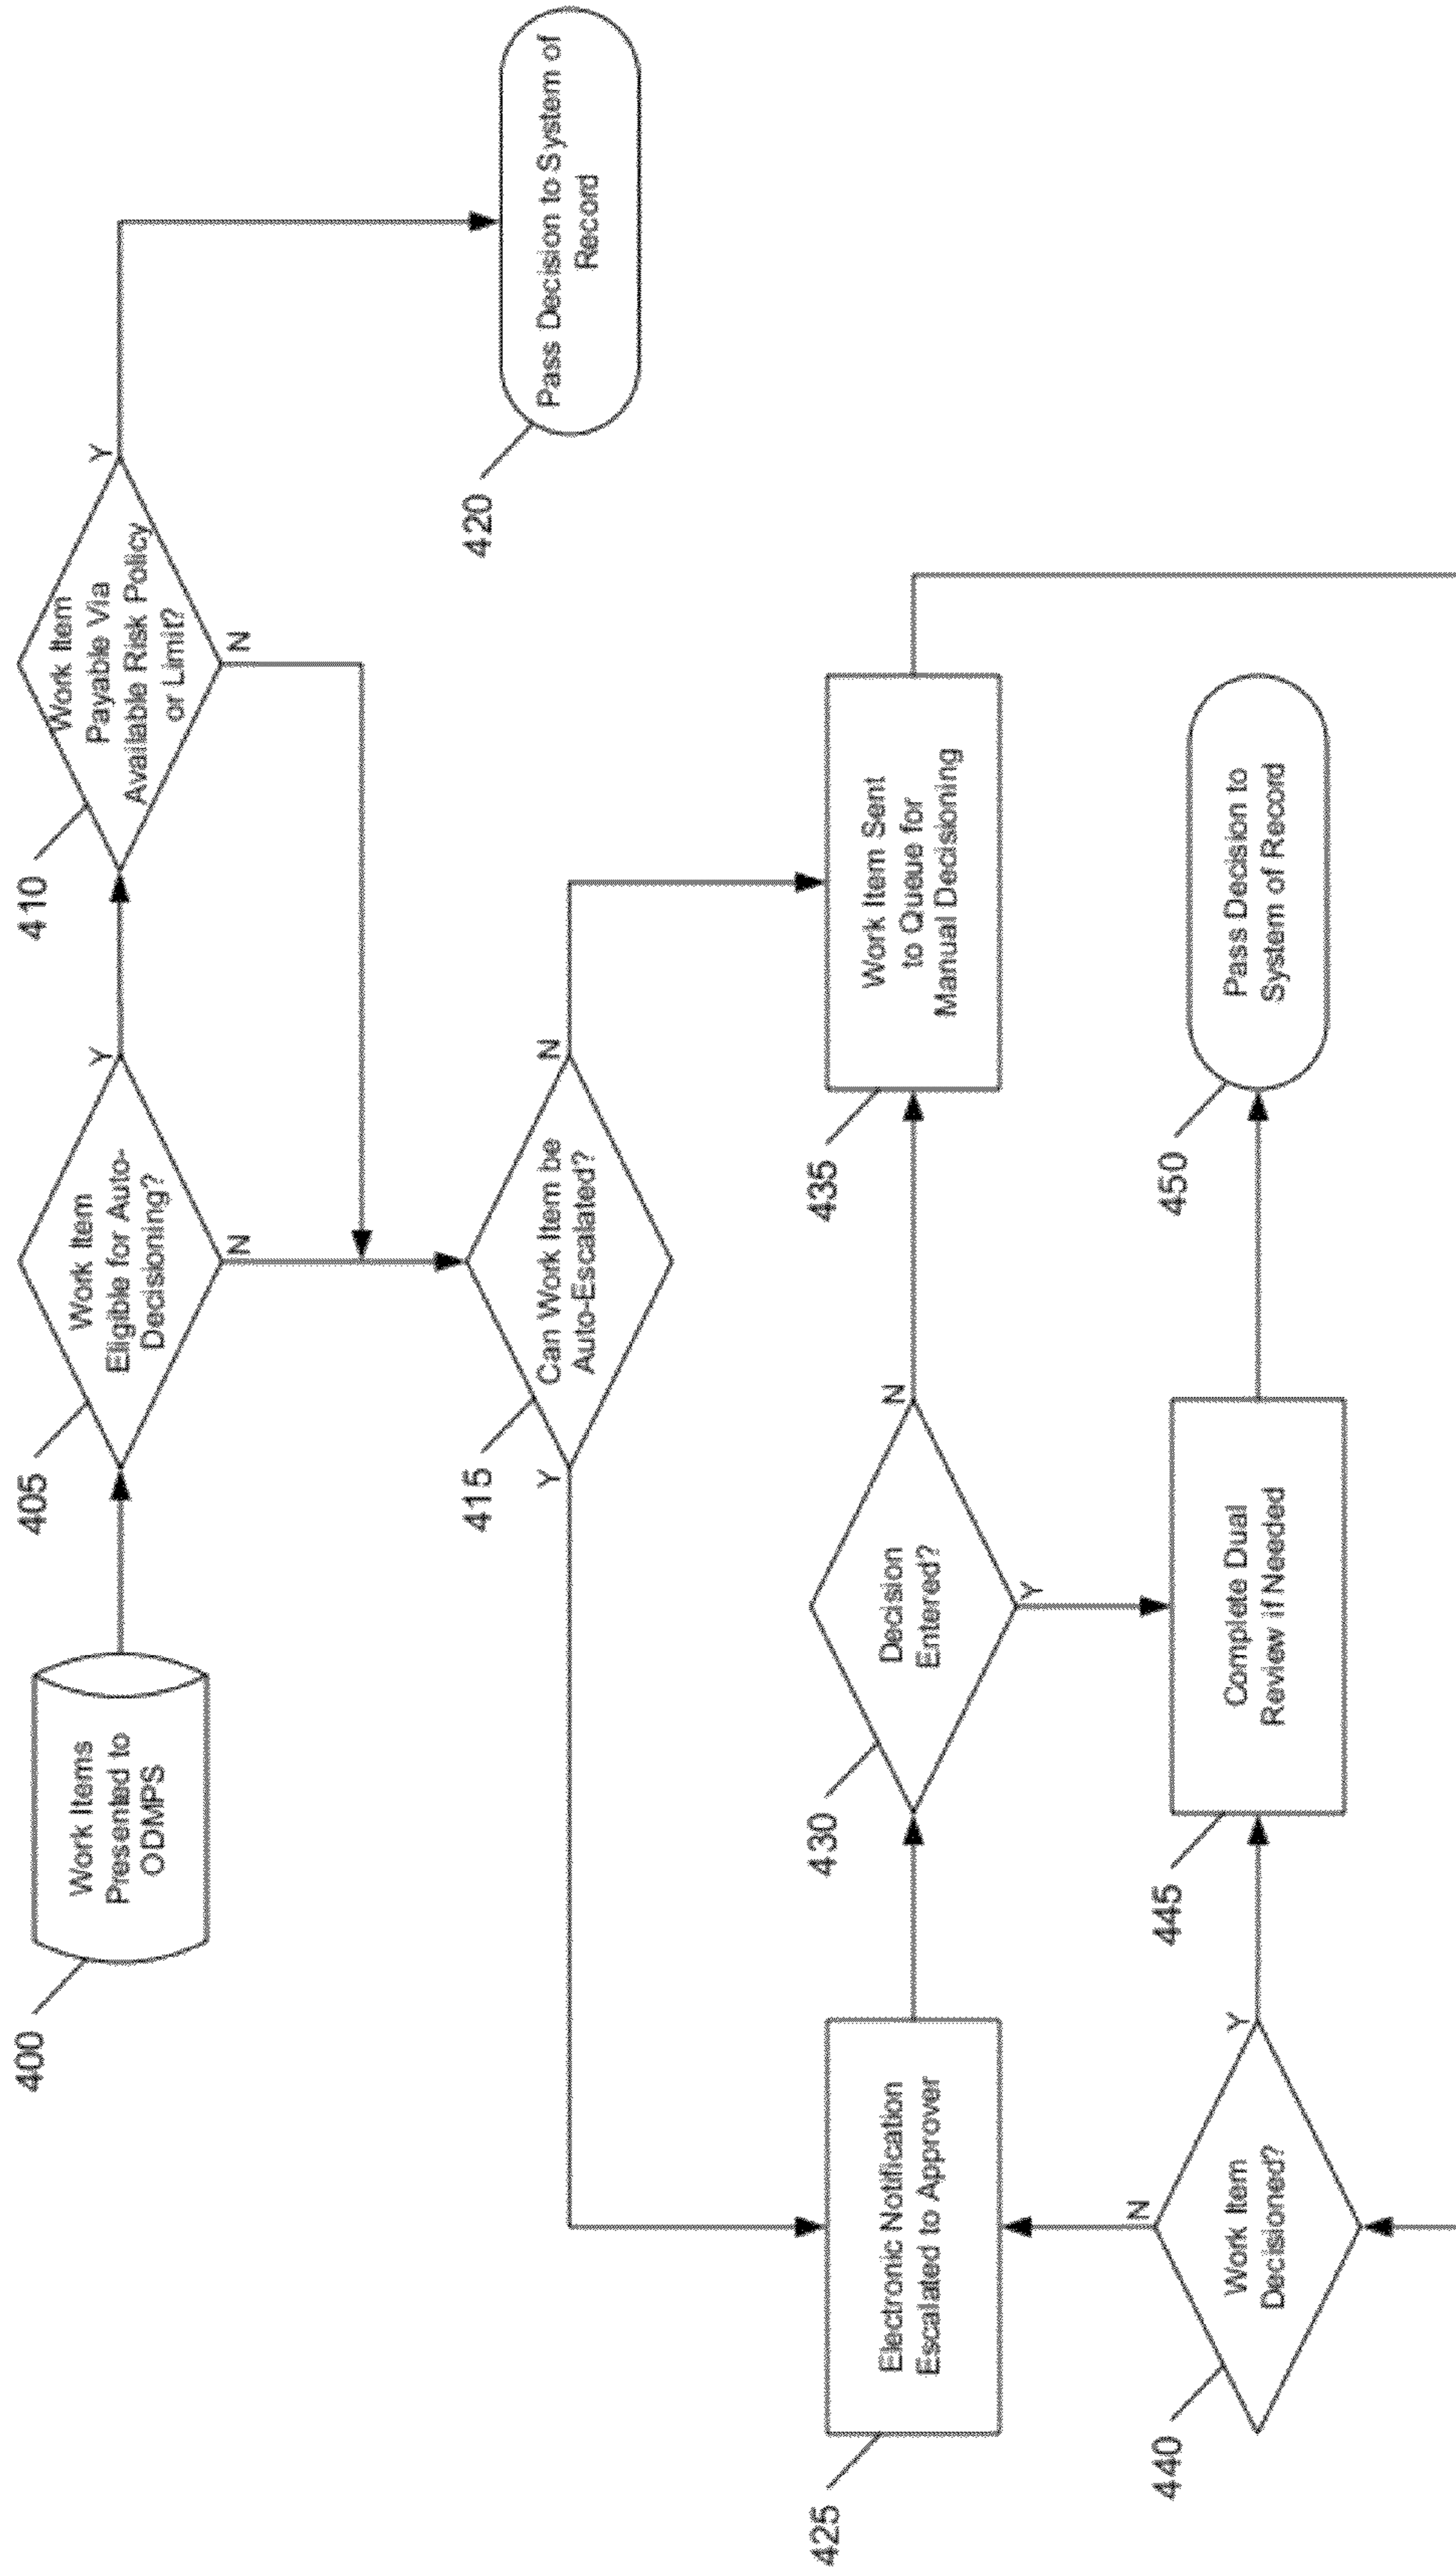 400
Work Items
Presented to
ODMPS
405
Work Item
Eligible for Auto-
Decisioning?
Y
N
410
Work Item
Payable Via
Available Risk Policy
or Limit?
Y
N
415
Can Work Item be
Auto-Escalated?
Y
N
420
Pass Decision to System of
Record
425
Electronic Notification
Escalated to Approver
430
Decision
Entered?
N
Y
435
Work Item Sent
to Queue for
Manual Decisioning
440
Work Item
Decisioned?
N
Y
445
Complete Dual
Review if Needed
450
Pass Decision to
System of Record